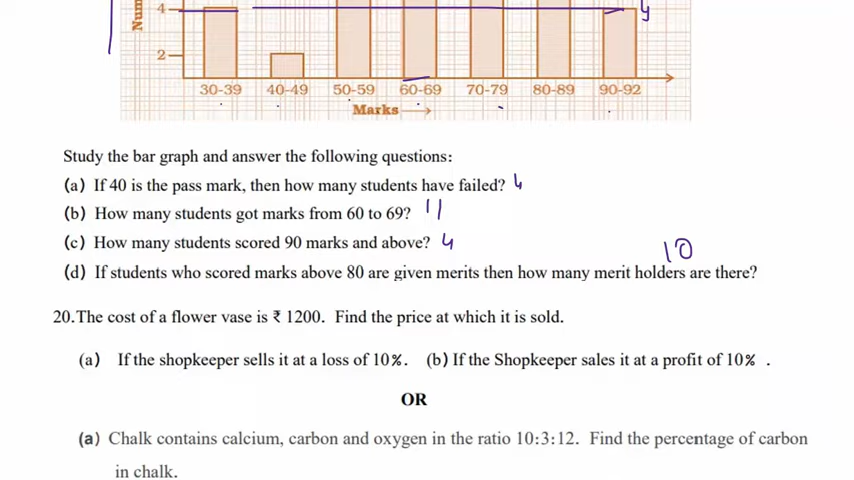 Num
4
y
2
30-39 40-49 50-59 60-69 70-79 80-89 90-92
Marks
Study the bar graph and answer the following questions:
(a) If 40 is the pass mark, then how many students have failed? 4
(b) How many students got marks from 60 to 69? 11
(c) How many students scored 90 marks and above? 4
10
(d) If students who scored marks above 80 are given merits then how many merit holders are there?
20.The cost of a flower vase is ₹ 1200. Find the price at which it is sold.
(a) If the shopkeeper sells it at a loss of 10%. (b) If the Shopkeeper sales it at a profit of 10% .
OR
(a) Chalk contains calcium, carbon and oxygen in the ratio 10:3:12. Find the percentage of carbon
in chalk.